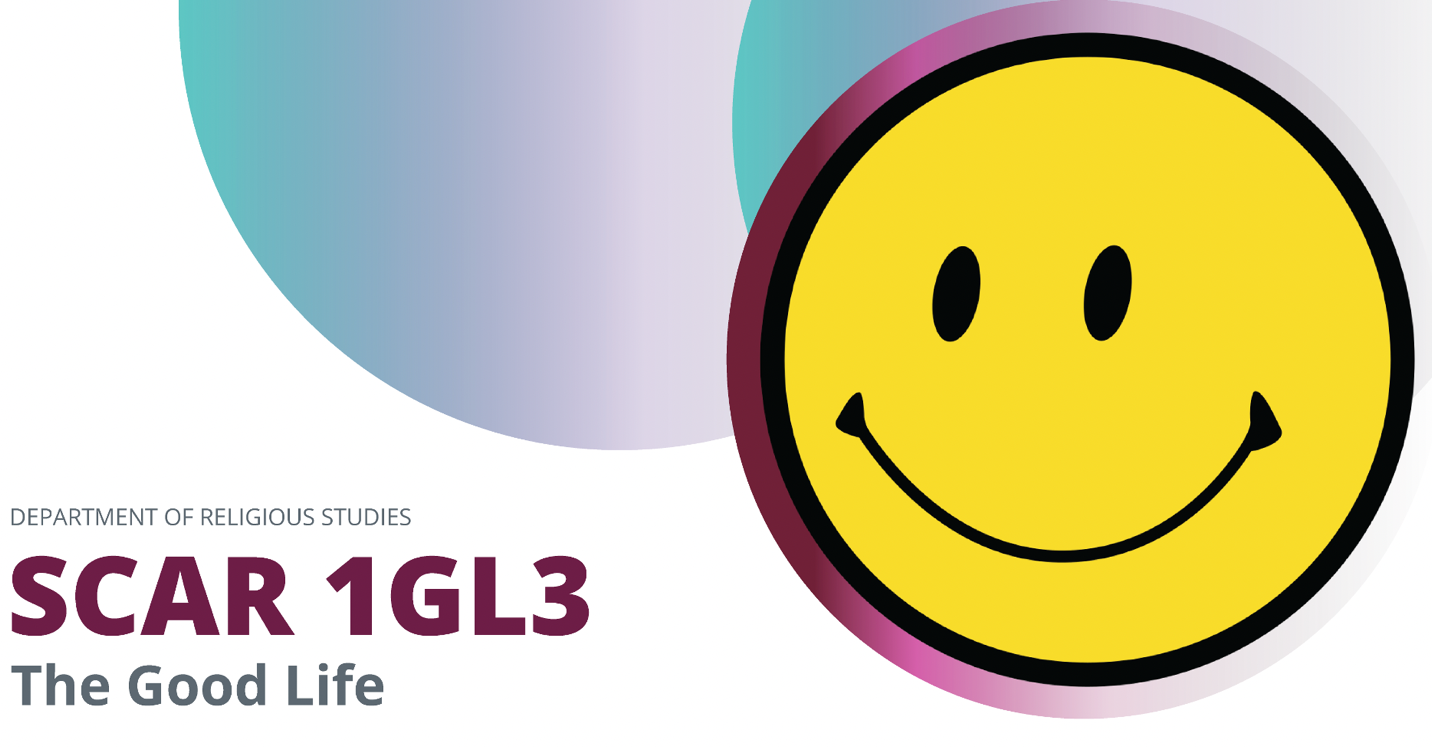 DEPARTMENT OF RELIGIOUS STUDIES
SCAR 1GL3
The Good Life